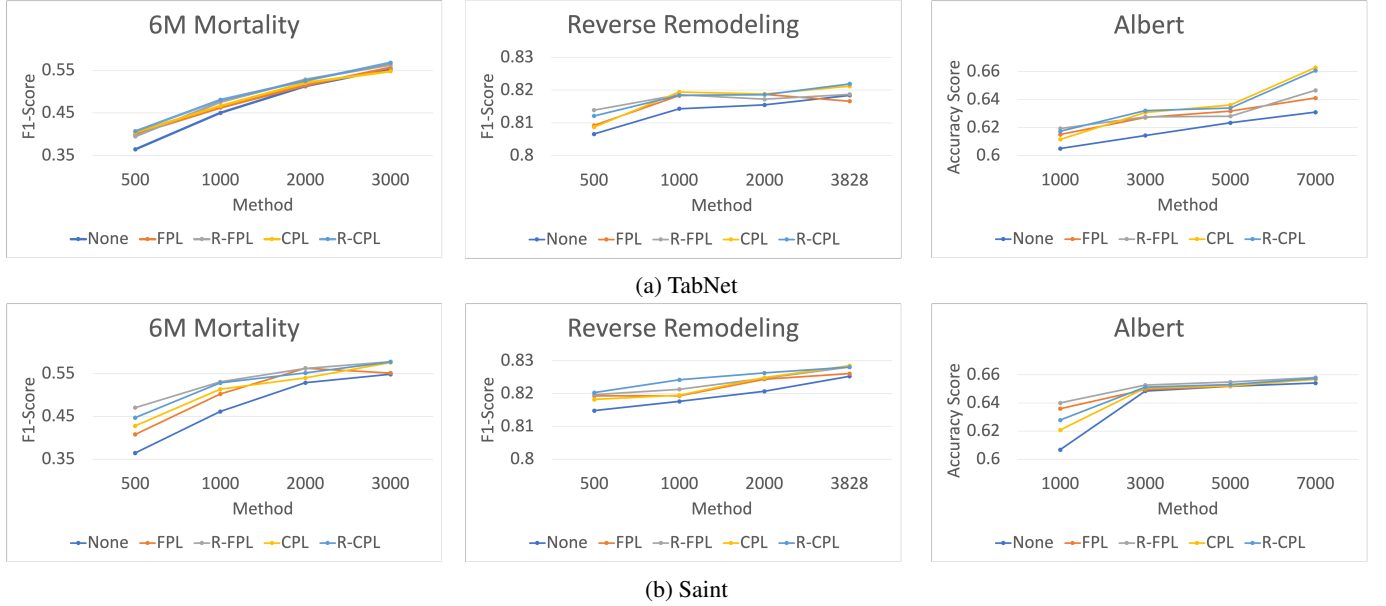 6M Mortality
F1-Score
0.55
0.45
0.35
500 1000 2000 3000
Method
None FPL R-FPL CPL R-CPL
Reverse Remodeling
F1-Score
0.83
0.82
0.81
0.8
500 1000 2000 3828
Method
None FPL R-FPL CPL R-CPL
Albert
Accuracy Score
0.66
0.64
0.62
0.6
1000 3000 5000 7000
Method
None FPL R-FPL CPL R-CPL
(a) TabNet
6M Mortality
F1-Score
0.55
0.45
0.35
500 1000 2000 3000
Method
None FPL R-FPL CPL R-CPL
Reverse Remodeling
F1-Score
0.83
0.82
0.81
0.8
500 1000 2000 3828
Method
None FPL R-FPL CPL R-CPL
Albert
Accuracy Score
0.66
0.64
0.62
0.6
1000 3000 5000 7000
Method
None FPL R-FPL CPL R-CPL
(b) Saint